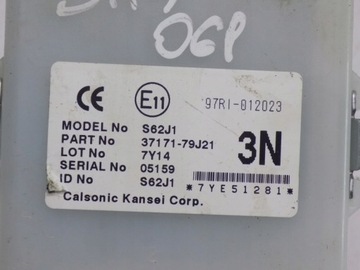 06P
CE E11 97RI-012023
MODEL No S62J1
PART No 37171-79J21
LOT No 7Y14
SERIAL No 05159
ID No S62J1
3N
*7YE51281*
Calsonic Kansei Corp.